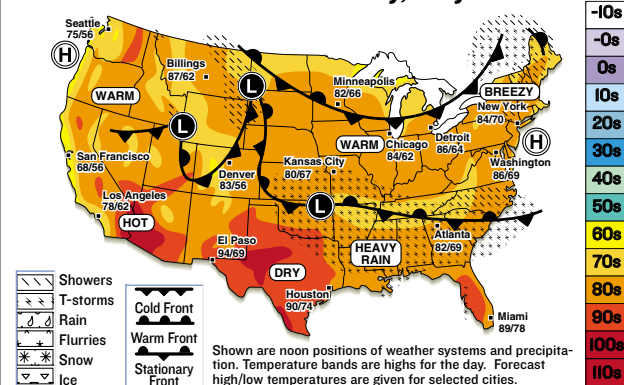 Seattle
75/56
H
Billings
87/62
L
Minneapolis
82/66
BREEZY
New York
84/70
WARM
L
WARM
Chicago
84/62
Detroit
86/64
H
Washington
86/69
San Francisco
68/56
Denver
83/56
Kansas City
80/67
Los Angeles
78/62
HOT
L
Atlanta
82/69
El Paso
94/69
HEAVY
RAIN
DRY
Houston
90/74
Miami
89/78
Showers
T-storms
Rain
Flurries
Snow
Ice
Cold Front
Warm Front
Stationary
Front
Shown are noon positions of weather systems and precipita-
tion. Temperature bands are highs for the day. Forecast
high/low temperatures are given for selected cities.
-10s
-0s
0s
10s
20s
30s
40s
50s
60s
70s
80s
90s
100s
110s